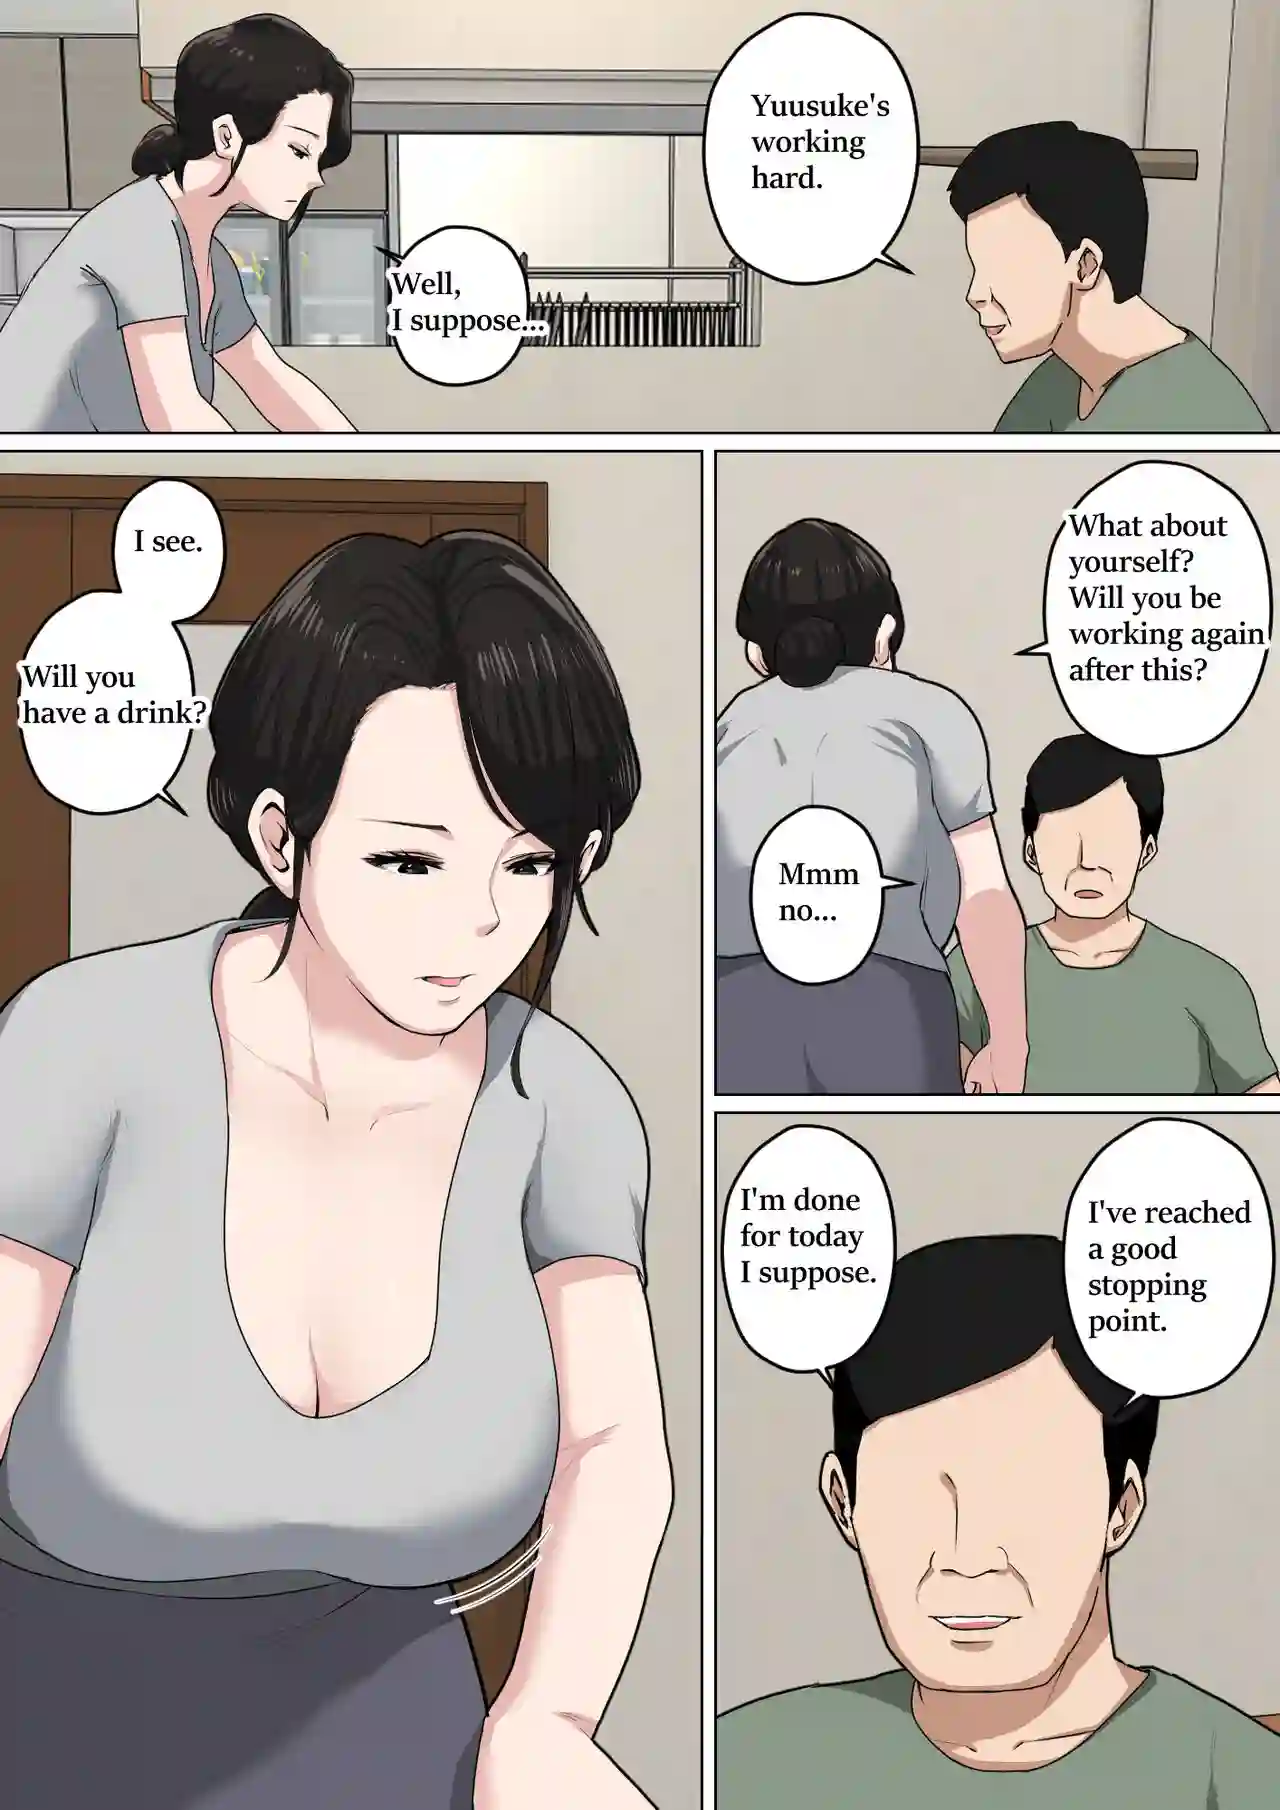 Yuusuke's
working
hard.
Well,
I suppose...
What about
yourself?
Will you be
working again
after this?
Mmm
no...
I've reached
a good
stopping
point.
I'm done
for today
I suppose.
I see.
Will you
have a drink?